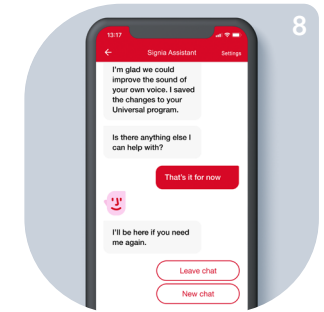 8
13:17
Signia Assistant
Settings
I'm glad we could
improve the sound of
your own voice. I saved
the changes to your
Universal program.
Is there anything else I
can help with?
That's it for now
I'll be here if you need
me again.
Leave chat
New chat